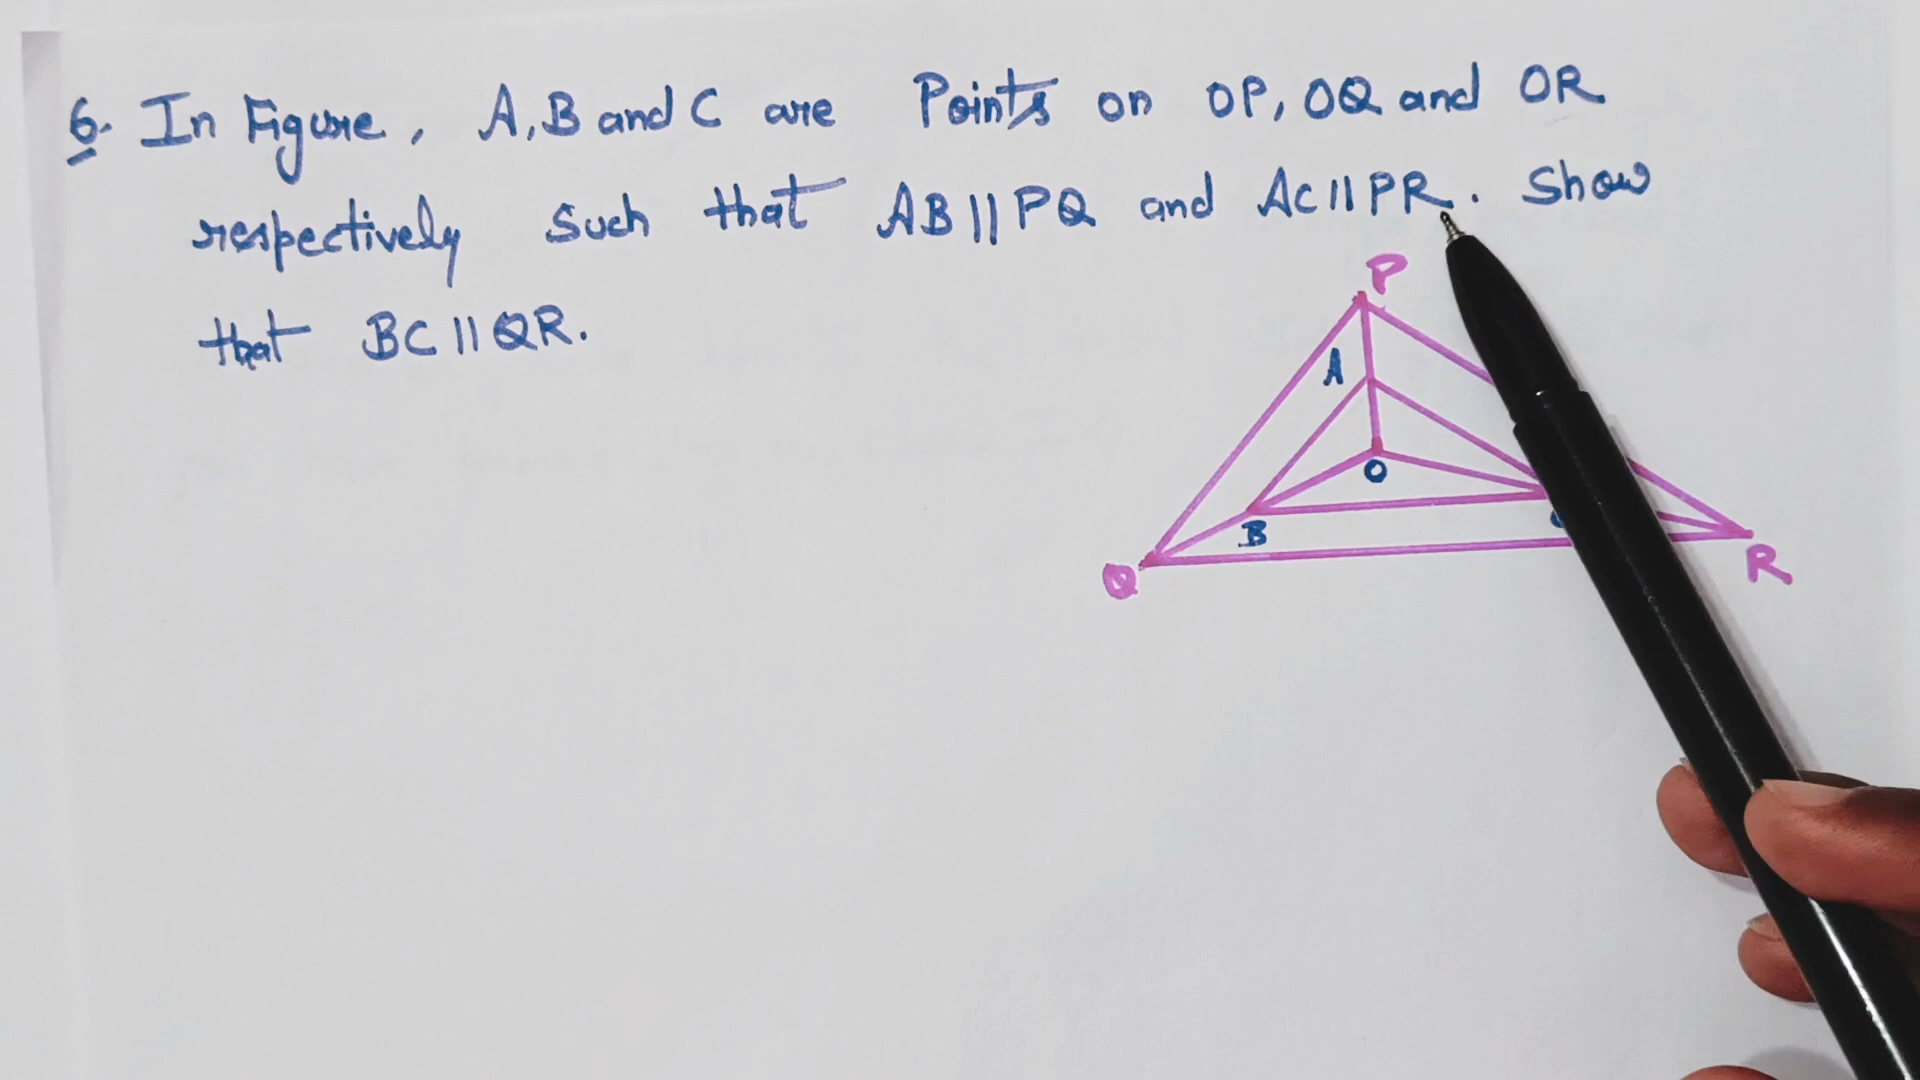 6. In Figure, A, B and C are Points on OP, OQ and OR
respectively such that AB || PQ and AC || PR. Show
that BC || QR.
P
A
O
B
Q
R